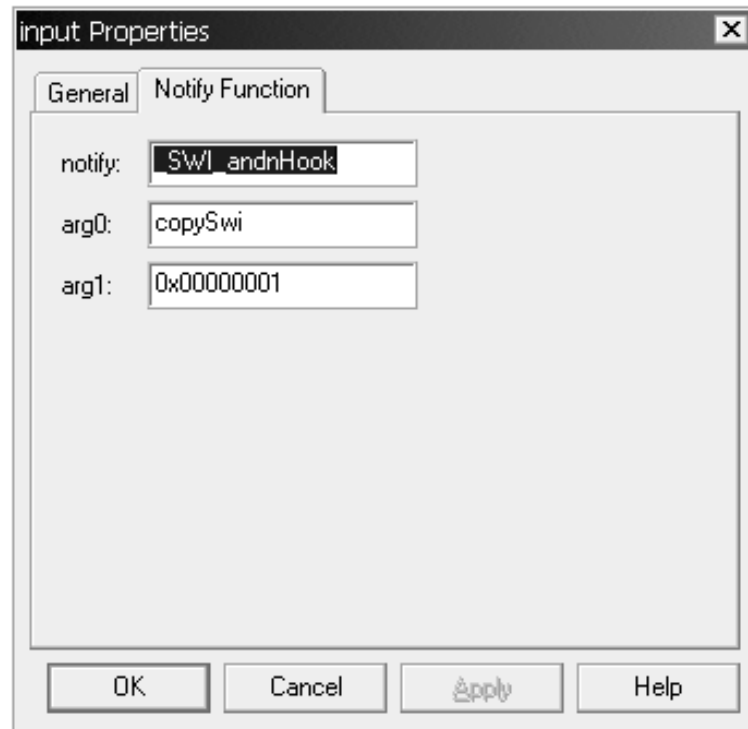 input Properties
General Notify Function
notify: _SWI_andnHook
arg0: copySwi
arg1: 0x00000001
OK Cancel Apply Help